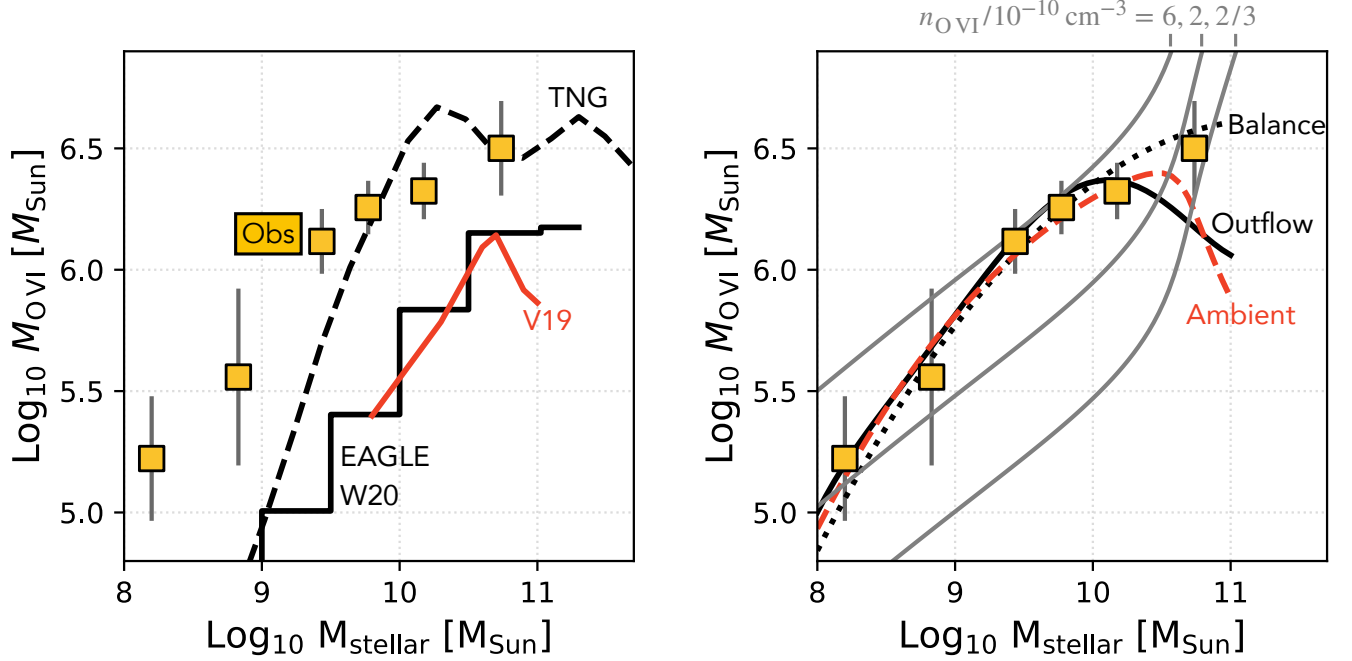 n_O VI/10^−10 cm^−3 = 6, 2, 2/3
TNG
Obs
V19
EAGLE
W20
Log₁₀ M_O VI [M_Sun]
6.5
6.0
5.5
5.0
8 9 10 11
Log₁₀ M_stellar [M_Sun]
Balance
Outflow
Ambient
Log₁₀ M_O VI [M_Sun]
6.5
6.0
5.5
5.0
8 9 10 11
Log₁₀ M_stellar [M_Sun]